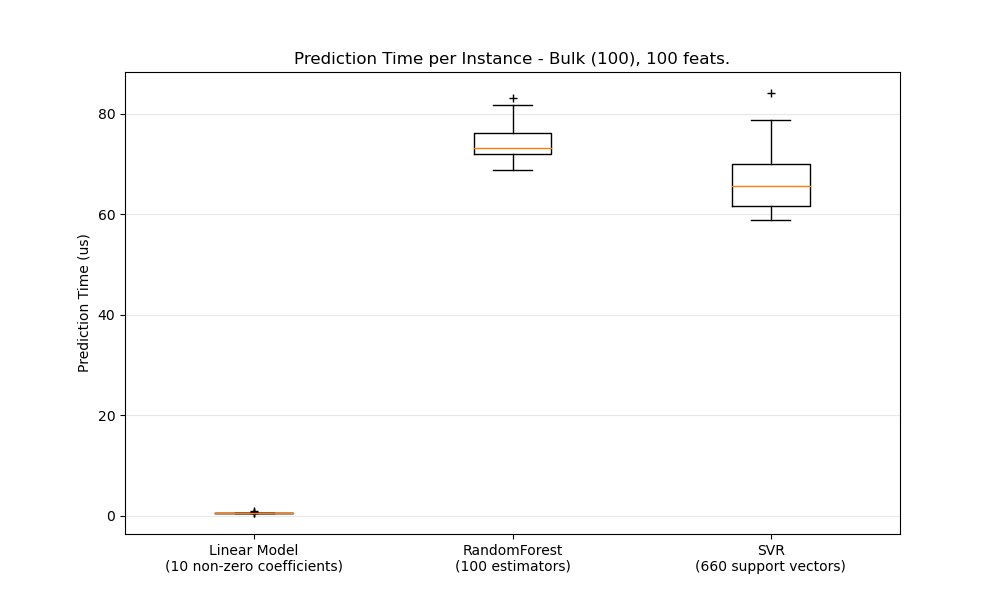 Prediction Time per Instance - Bulk (100), 100 feats.
Prediction Time (us)
80
60
40
20
0
Linear Model
(10 non-zero coefficients)
RandomForest
(100 estimators)
SVR
(660 support vectors)